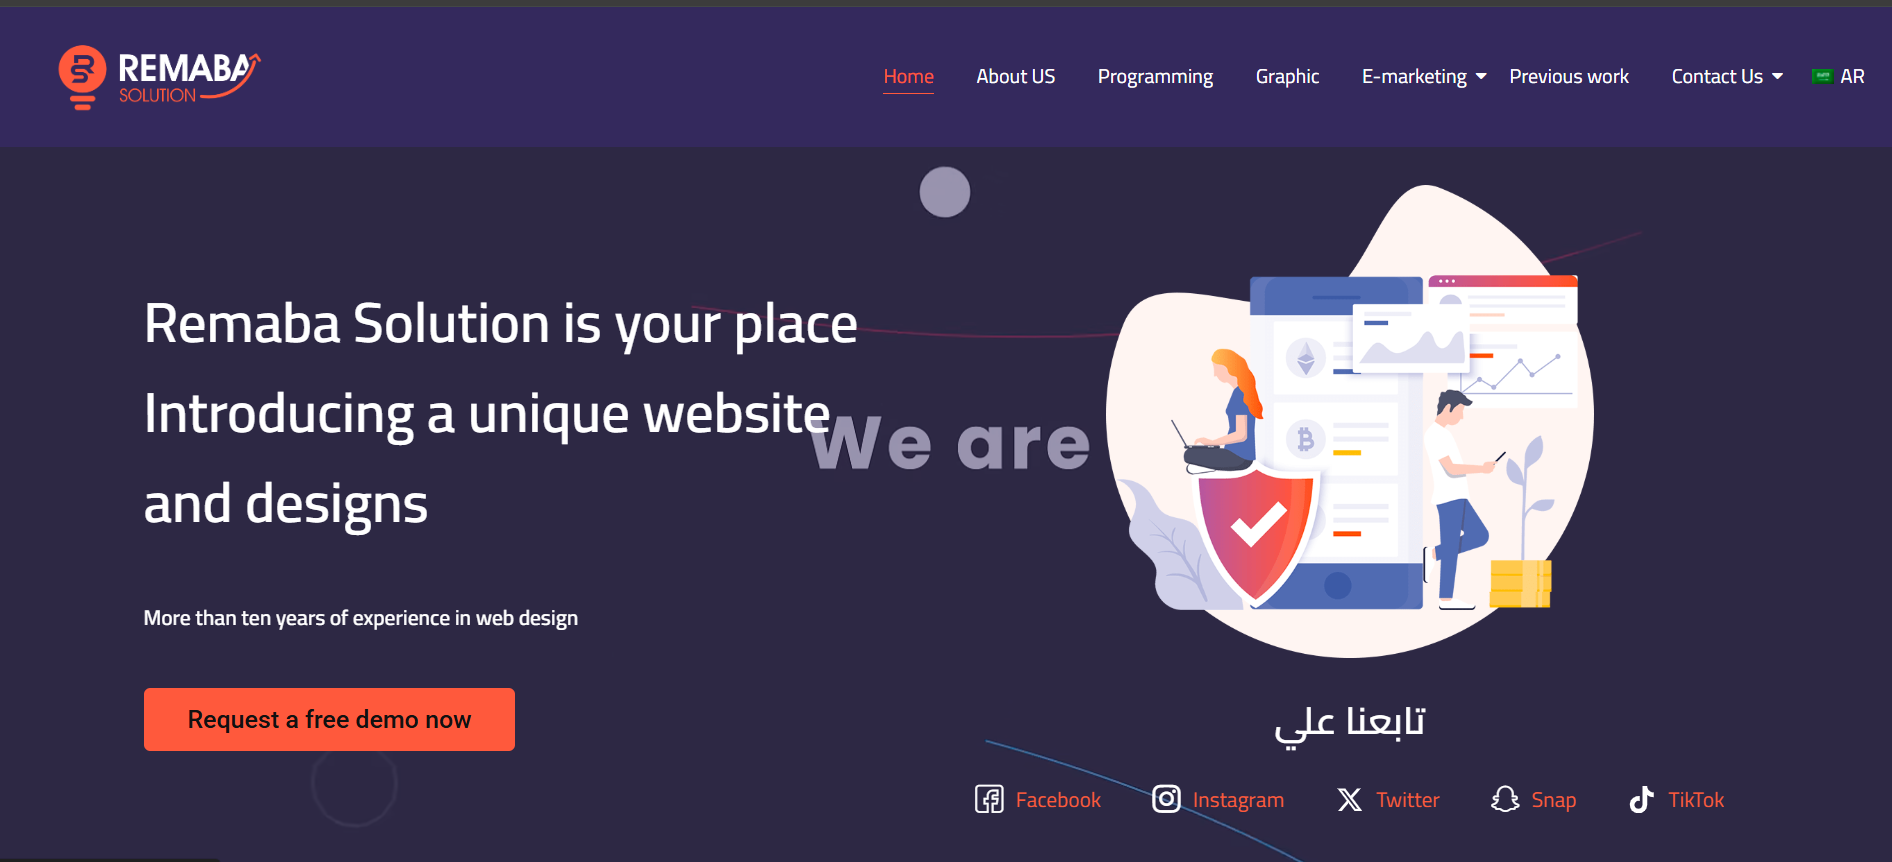 REMABA
SOLUTION
Home About US Programming Graphic E-marketing Previous work Contact Us AR
Remaba Solution is your place
Introducing a unique website
and designs
We are
More than ten years of experience in web design
Request a free demo now
تابعنا علي
Facebook Instagram Twitter Snap TikTok